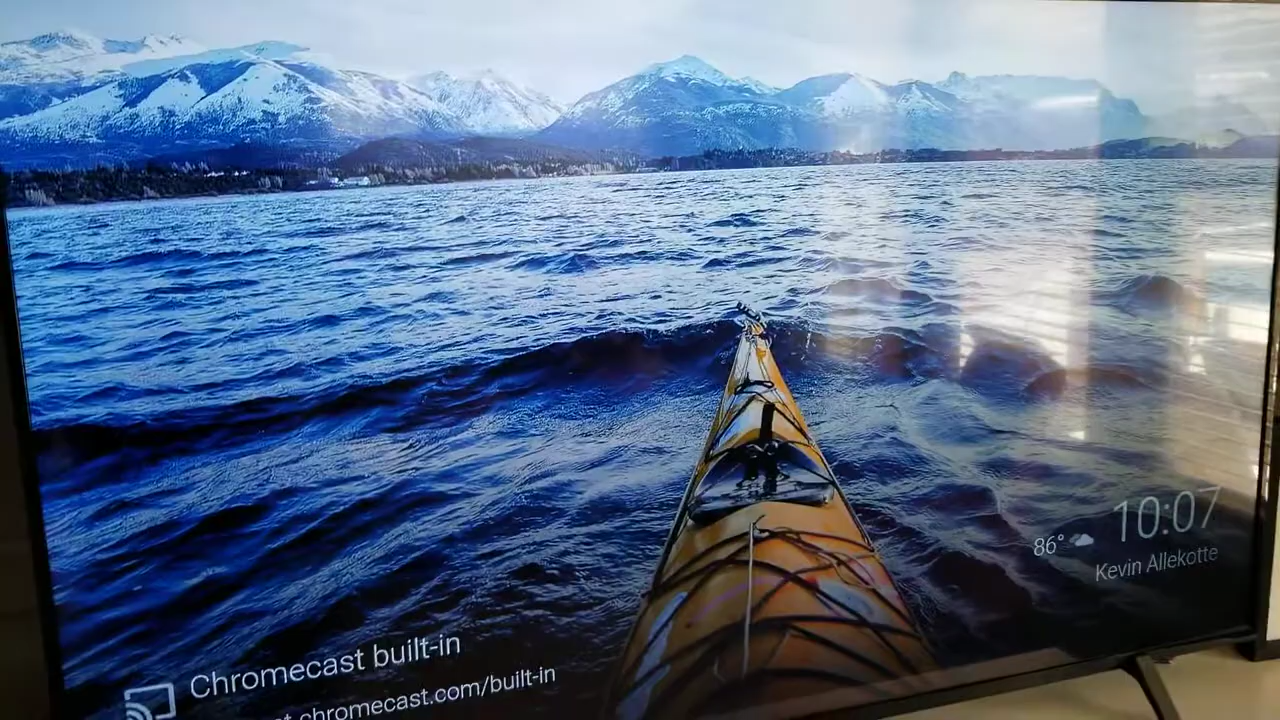 10:07
86°
Kevin Allekotte
Chromecast built-in
chromecast.com/built-in